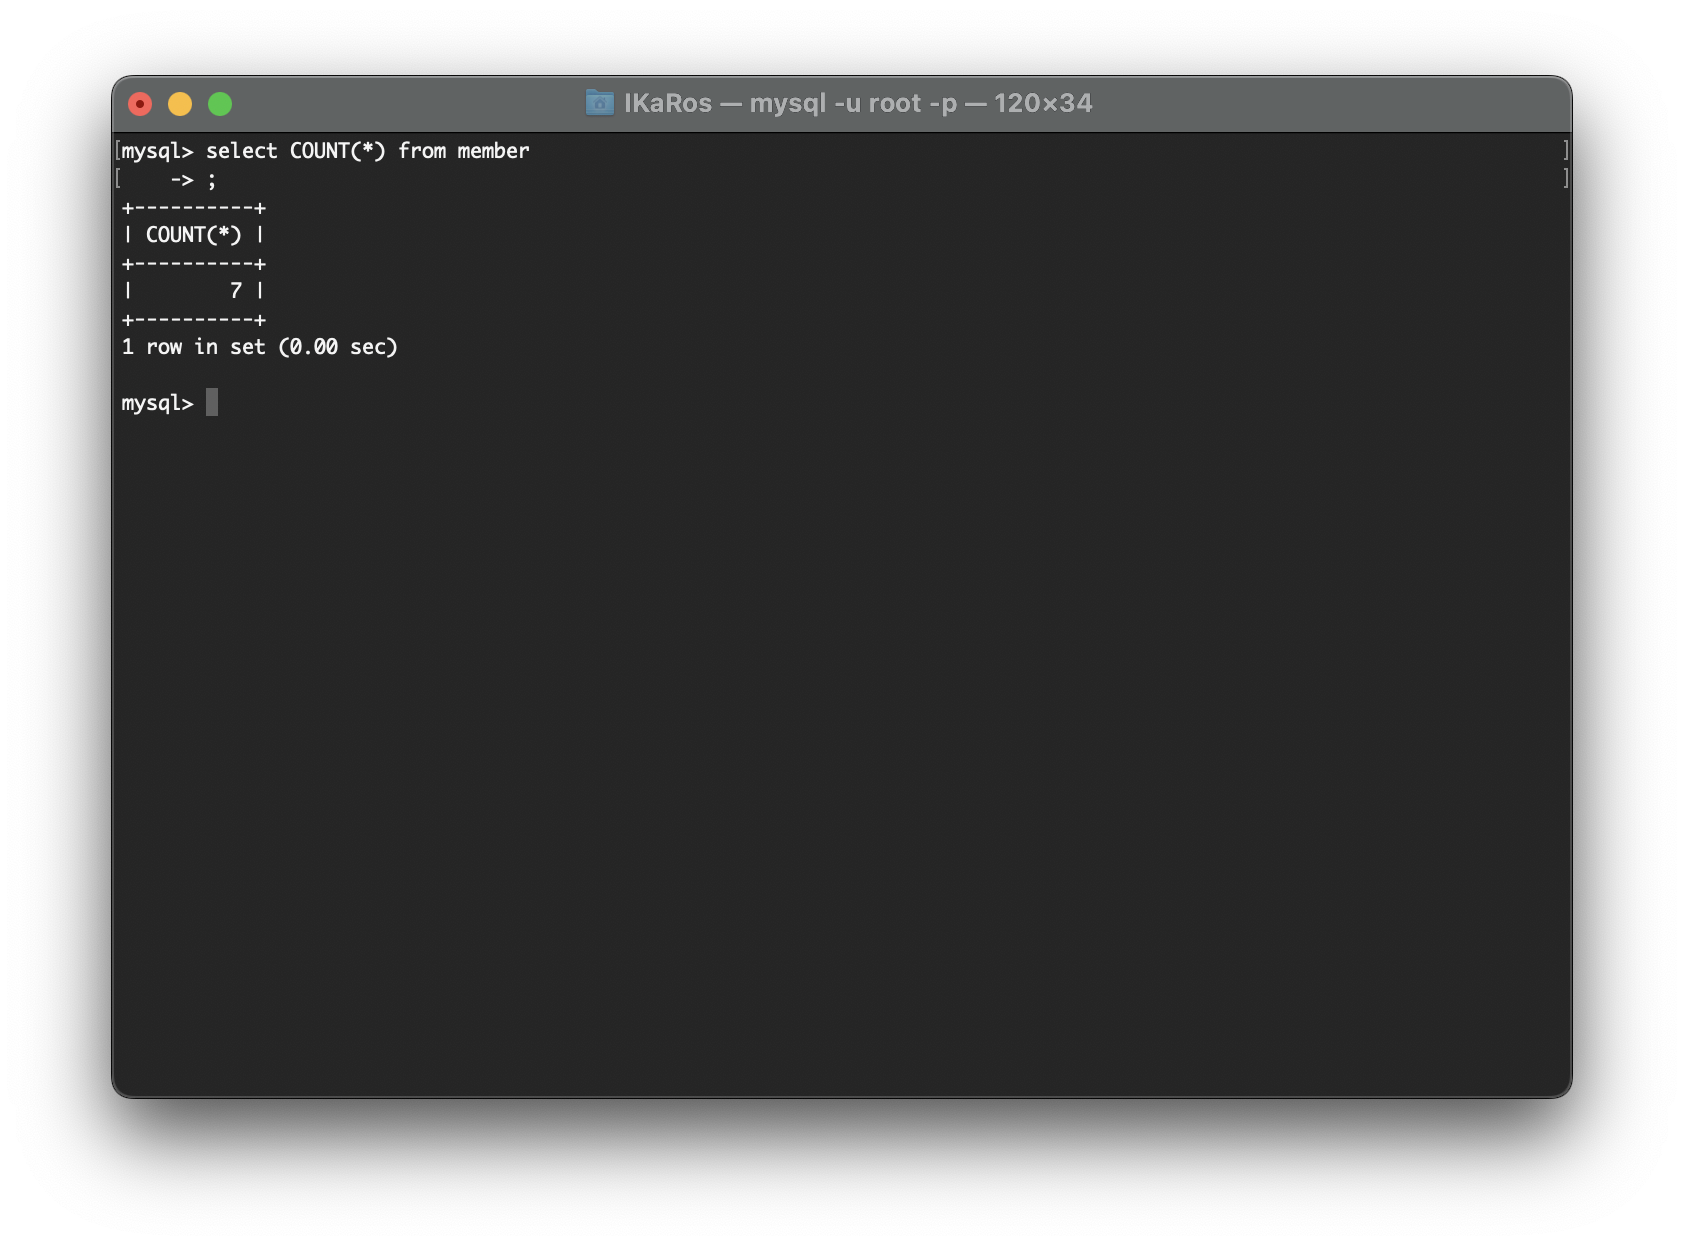 IKaRos — mysql -u root -p — 120×34
[mysql> select COUNT(*) from member ]
[    -> ; ]
+----------+
| COUNT(*) |
+----------+
|        7 |
+----------+
1 row in set (0.00 sec)
mysql>